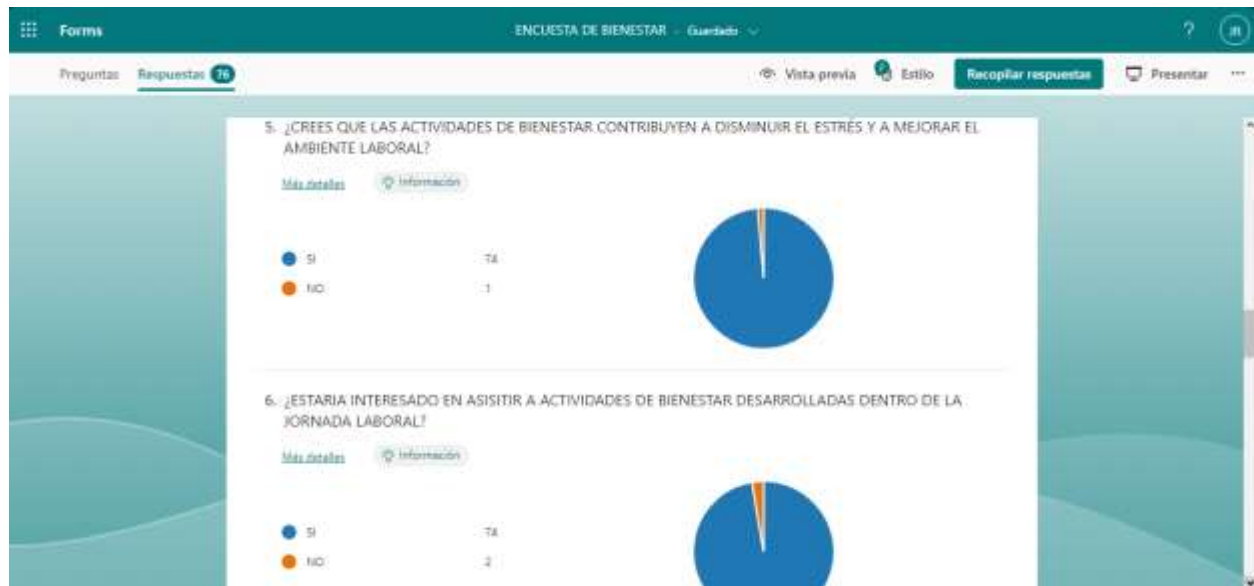 Forms
ENCUESTA DE BIENESTAR - Guardado
?
JR
Preguntas
Respuestas 76
Vista previa
Estilo
Recopilar respuestas
Presentar
...
5. ¿CREES QUE LAS ACTIVIDADES DE BIENESTAR CONTRIBUYEN A DISMINUIR EL ESTRÉS Y A MEJORAR EL
AMBIENTE LABORAL?
Más detalles
Información
SI 74
NO 1
6. ¿ESTARIA INTERESADO EN ASISITIR A ACTIVIDADES DE BIENESTAR DESARROLLADAS DENTRO DE LA
JORNADA LABORAL?
Más detalles
Información
SI 74
NO 2